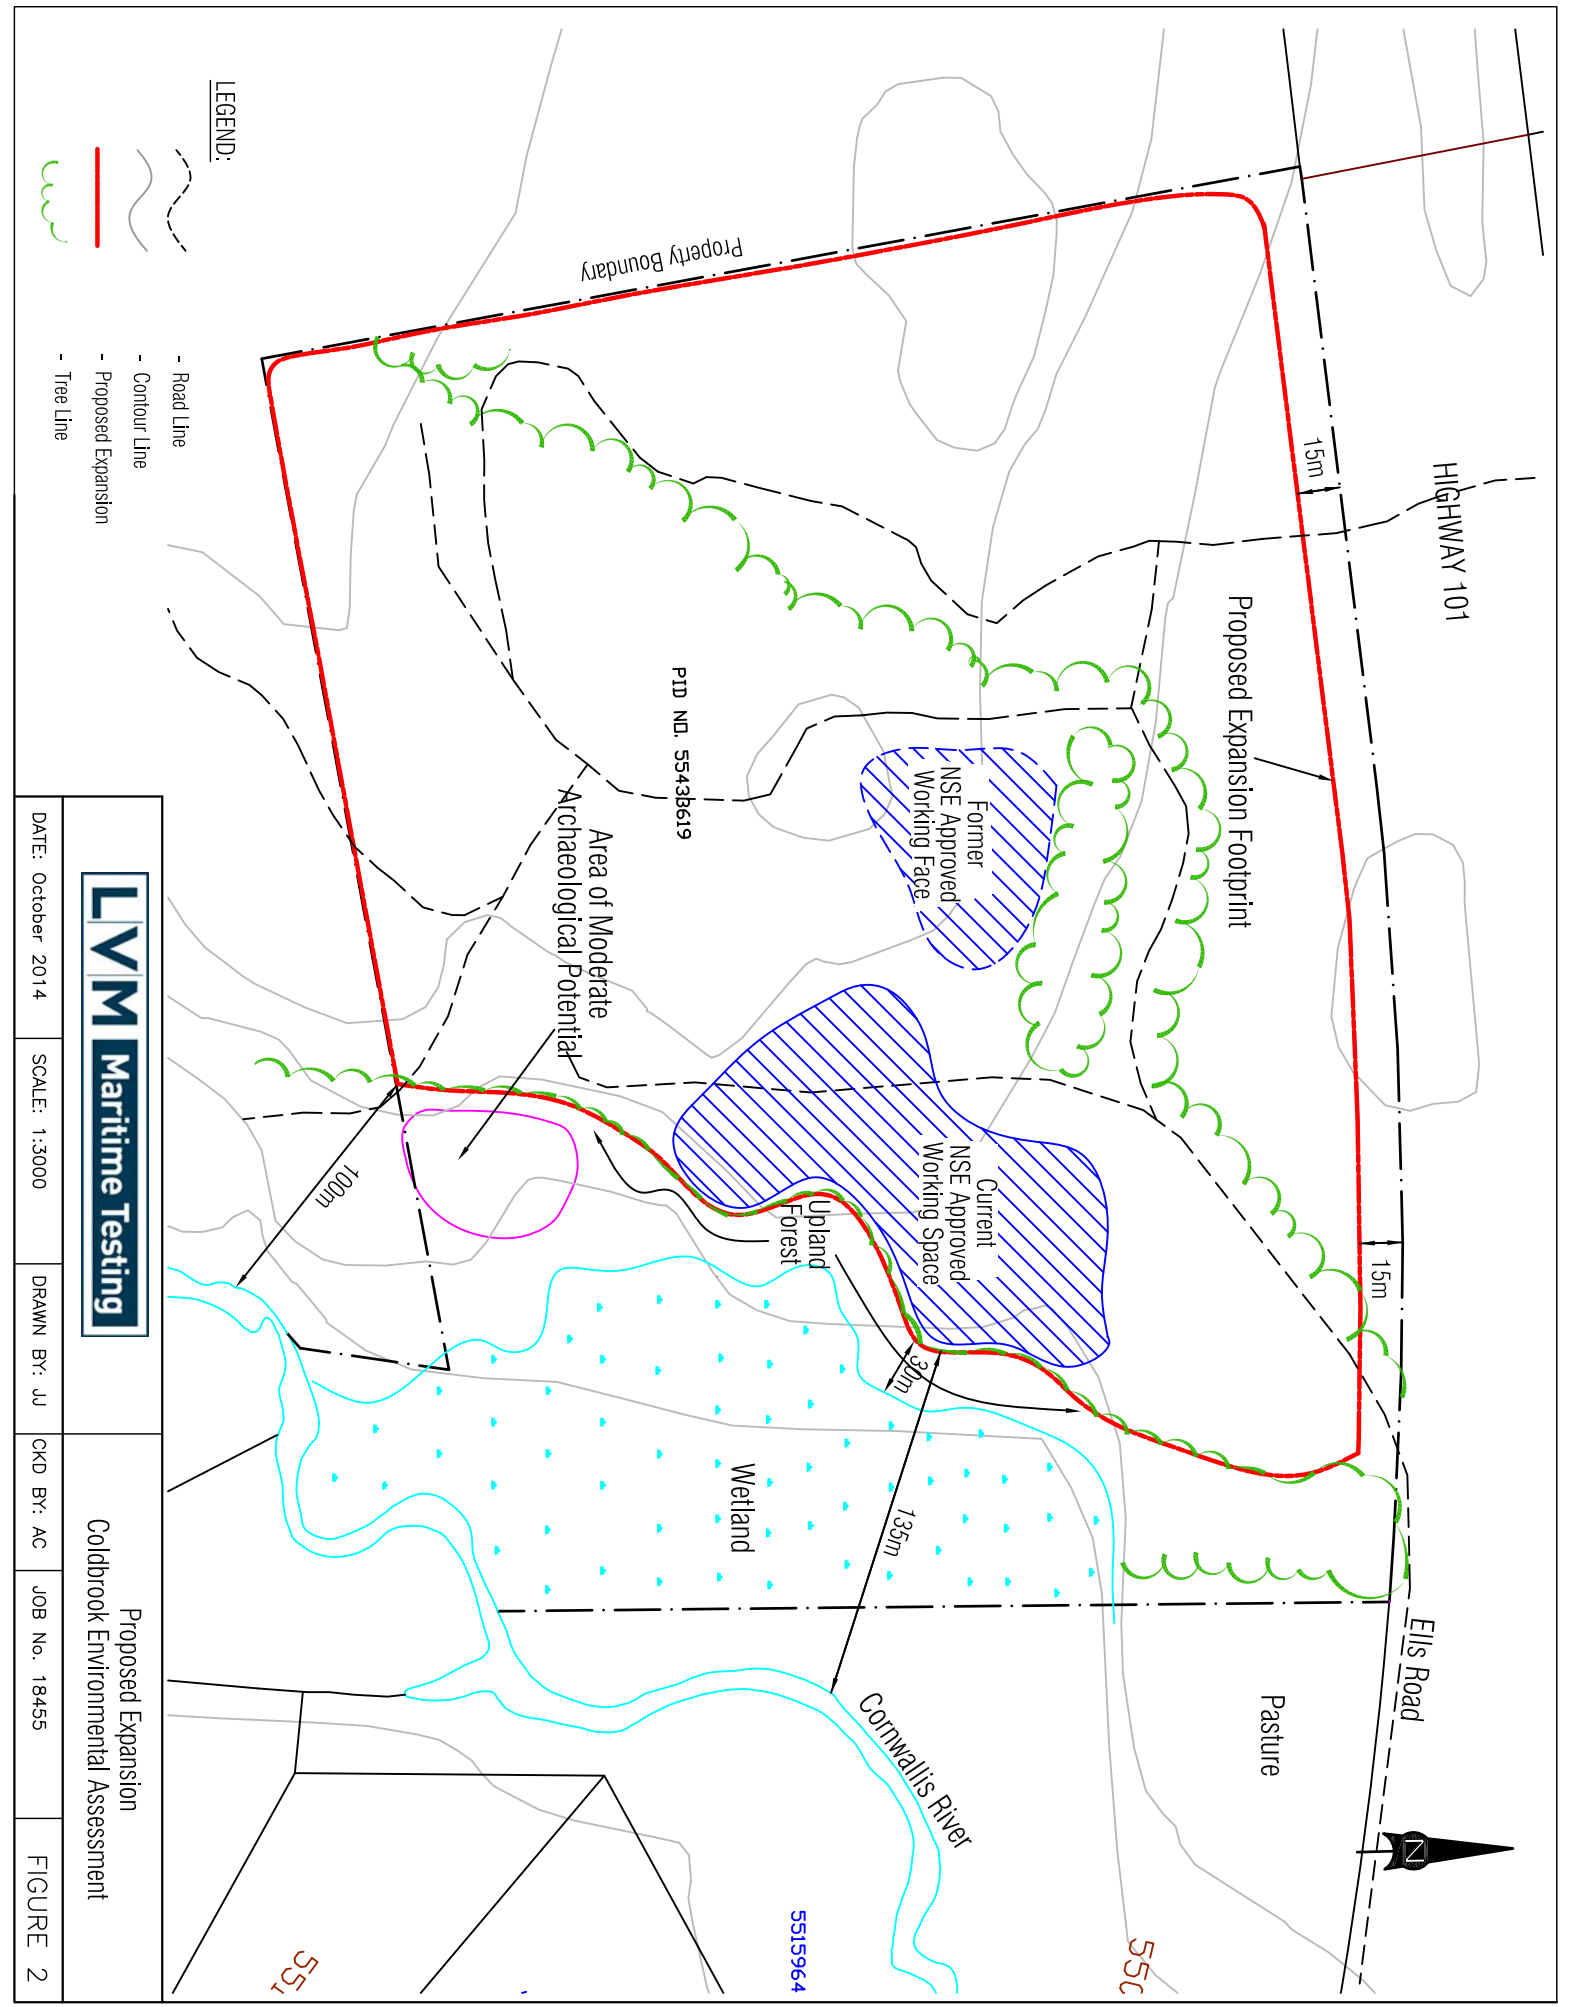 HIGHWAY 101
15m
Proposed Expansion Footprint
15m
Ells Road
Pasture
Property Boundary
PID NO. 55433619
Former
NSE Approved
Working Face
Current
NSE Approved
Working Space
Area of Moderate
Archaeological Potential
Upland
Forest
30m
135m
100m
Wetland
Cornwallis River
N
5515964
550
551
LEGEND:
- Road Line
- Contour Line
- Proposed Expansion
- Tree Line
LVM Maritime Testing
Proposed Expansion
Coldbrook Environmental Assessment
DATE: October 2014
SCALE: 1:3000
DRAWN BY: JJ
CKD BY: AC
JOB No. 18455
FIGURE 2